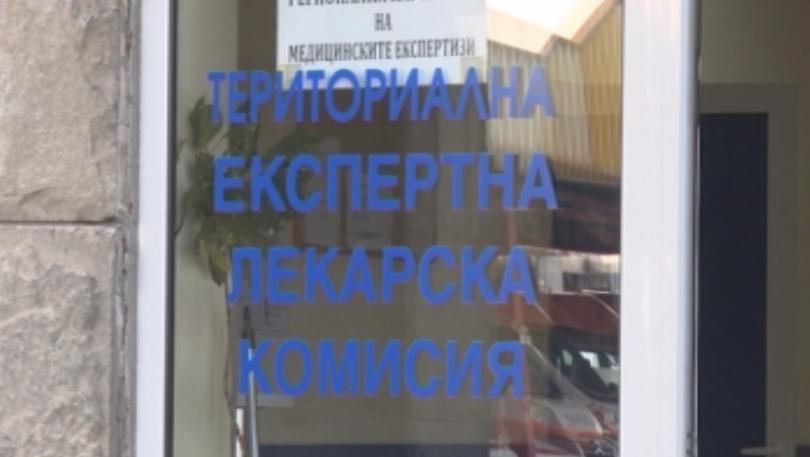 НА
МЕДИЦИНСКИТЕ ЕКСПЕРТИЗИ
ТЕРИТОРИАЛНА
ЕКСПЕРТНА
ЛЕКАРСКА
КОМИСИЯ